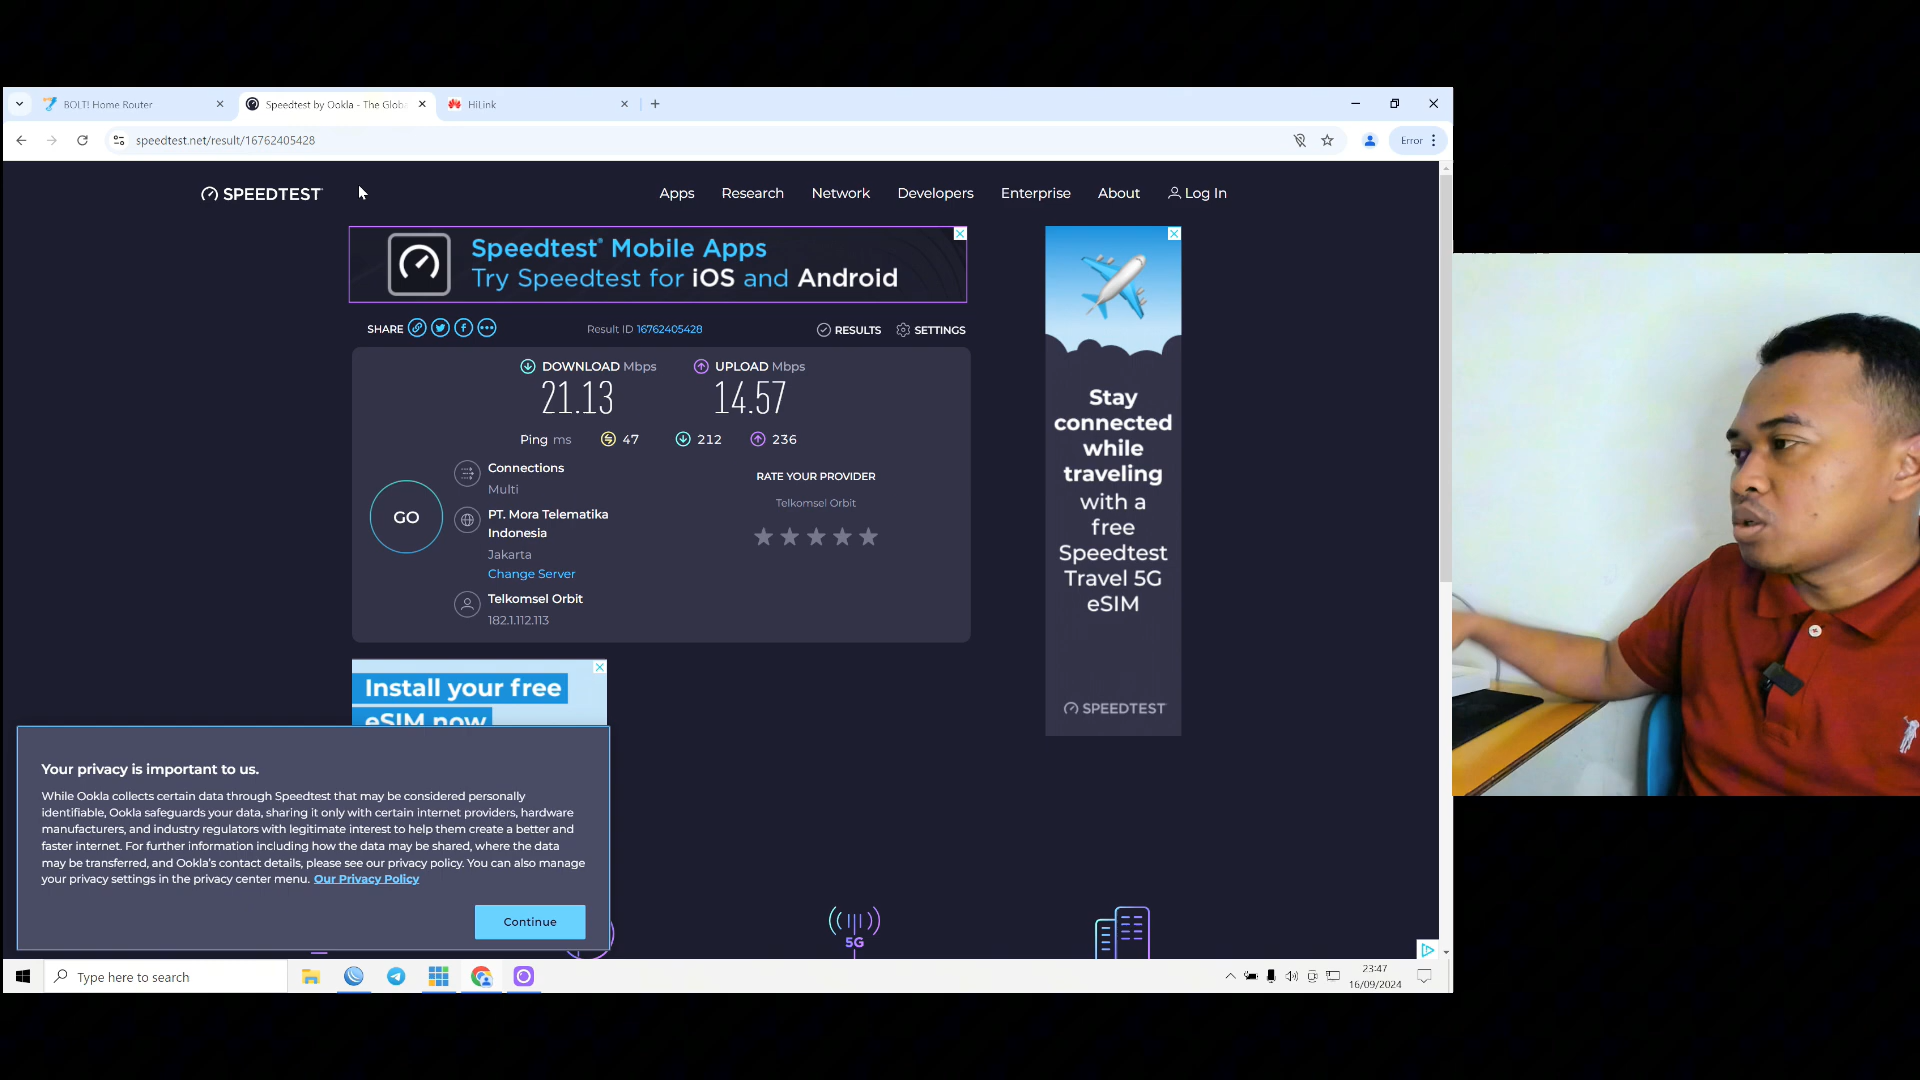 BOLT! Home Router
Speedtest by Ookla - The Globa
HiLink
speedtest.net/result/16762405428
Error
SPEEDTEST
Apps
Research
Network
Developers
Enterprise
About
Log In
Speedtest® Mobile Apps
Try Speedtest for iOS and Android
SHARE
Result ID 16762405428
RESULTS
SETTINGS
DOWNLOAD Mbps
21.13
UPLOAD Mbps
14.57
Ping ms
47
212
236
GO
Connections
Multi
PT. Mora Telematika
Indonesia
Jakarta
Change Server
Telkomsel Orbit
182.1.112.113
RATE YOUR PROVIDER
Telkomsel Orbit
Stay
connected
while
traveling
with a
free
Speedtest
Travel 5G
eSIM
SPEEDTEST
Install your free
eSIM now
Your privacy is important to us.
While Ookla collects certain data through Speedtest that may be considered personally
identifiable, Ookla safeguards your data, sharing it only with certain internet providers, hardware
manufacturers, and industry regulators with legitimate interest to help them create a better and
faster internet. For further information including how the data may be shared, where the data
may be transferred, and Ookla's contact details, please see our privacy policy. You can also manage
your privacy settings in the privacy center menu. Our Privacy Policy
Continue
5G
Type here to search
23:47
16/09/2024